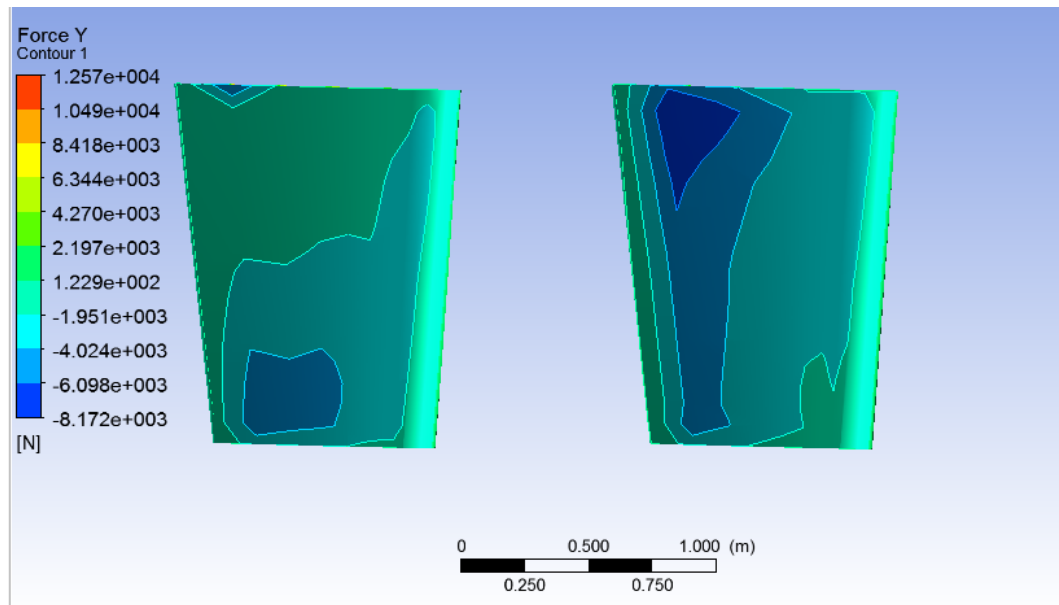 Force Y
Contour 1
1.257e+004
1.049e+004
8.418e+003
6.344e+003
4.270e+003
2.197e+003
1.229e+002
-1.951e+003
-4.024e+003
-6.098e+003
-8.172e+003
[N]
0 0.500 1.000 (m)
0.250 0.750